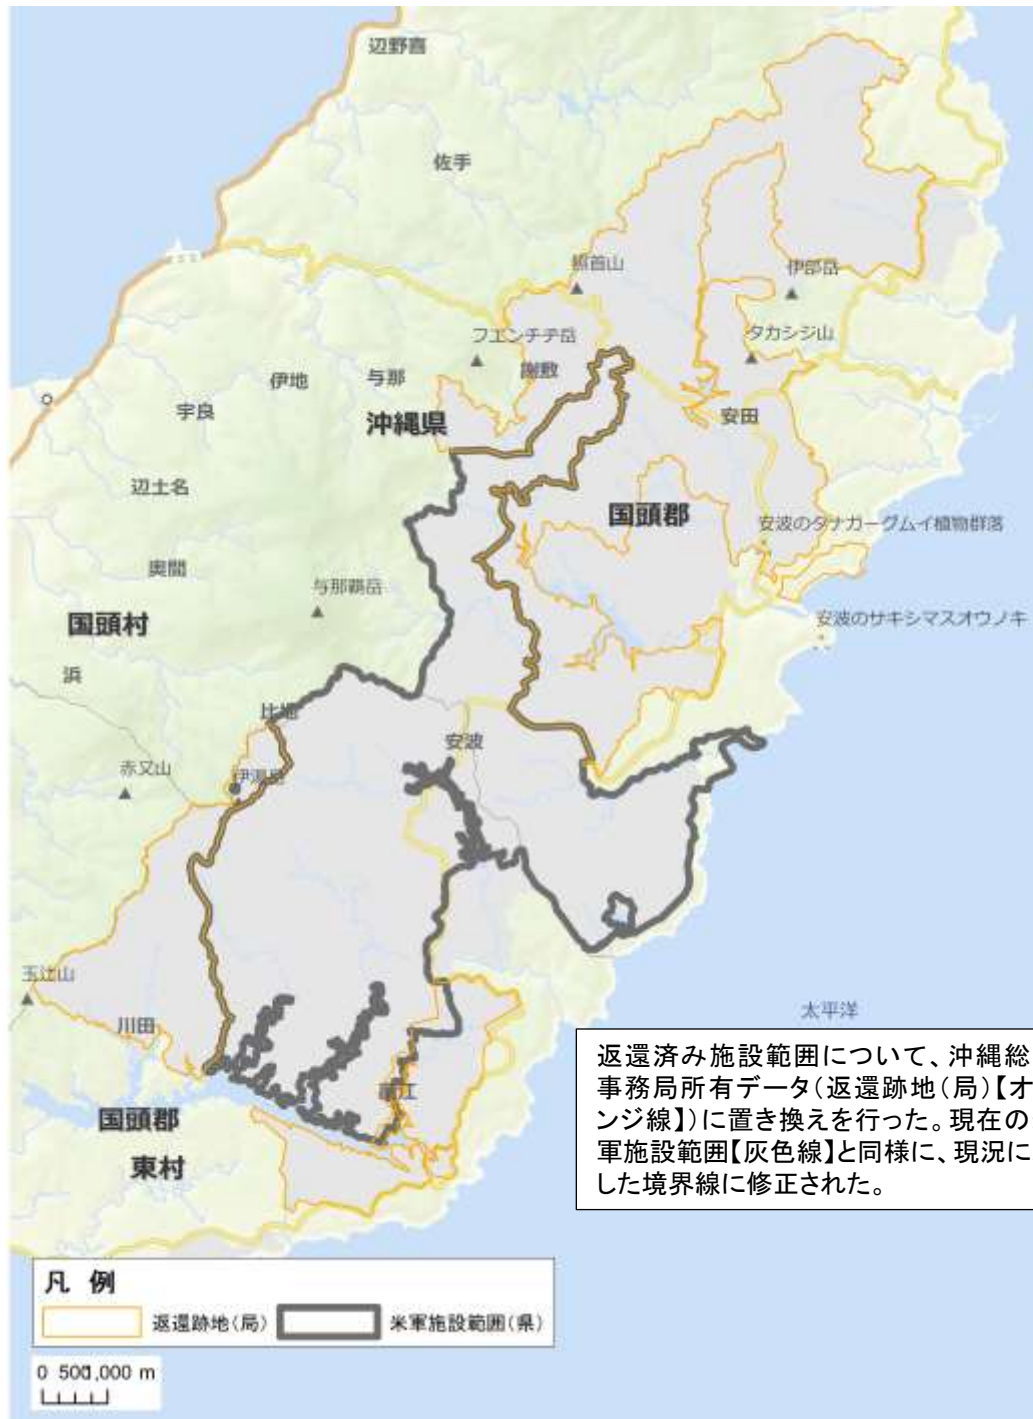 辺野喜
佐手
照首山
伊部岳
フエンチヂ岳
タカシジ山
謝敷
与那
伊地
宇良
沖縄県
安田
辺土名
国頭郡
安波のタナガーグムイ植物群落
奥間
与那覇岳
国頭村
安波のサキシマスオウノキ
浜
比地
安波
赤又山
伊湯岳
玉辻山
太平洋
川田
高江
国頭郡
東村
返還済み施設範囲について、沖縄総
事務局所有データ(返還跡地(局)【オ
ンジ線】)に置き換えを行った。現在の
軍施設範囲【灰色線】と同様に、現況に
した境界線に修正された。
凡 例
返還跡地(局)
米軍施設範囲(県)
0 500 1,000 m